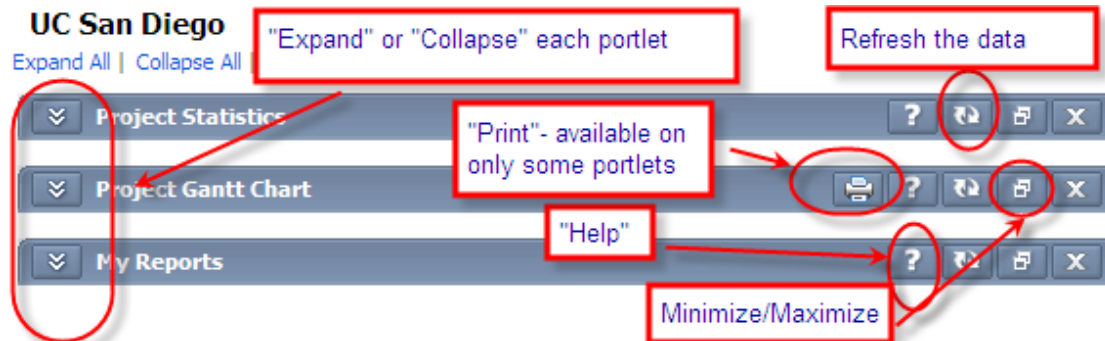 UC San Diego
"Expand" or "Collapse" each portlet
Refresh the data
Expand All | Collapse All |
Project Statistics
?
X
"Print"- available on
only some portlets
Project Gantt Chart
?
X
"Help"
My Reports
?
X
Minimize/Maximize